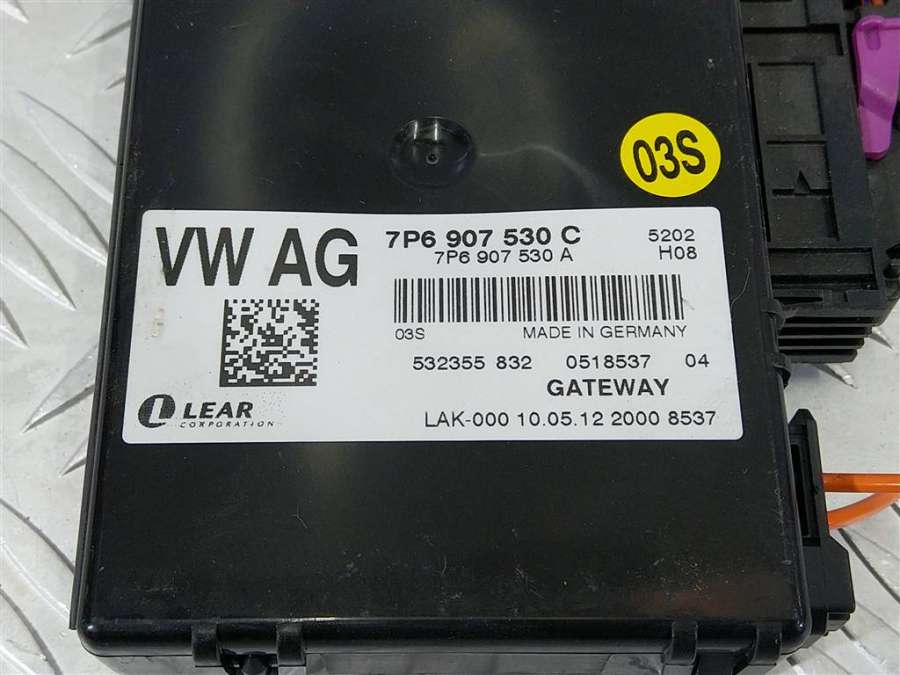 03S
VW AG
7P6 907 530 C
5202
7P6 907 530 A
H08
03S
MADE IN GERMANY
532355 832 0518537 04
GATEWAY
LEAR
CORPORATION
LAK-000 10.05.12 2000 8537